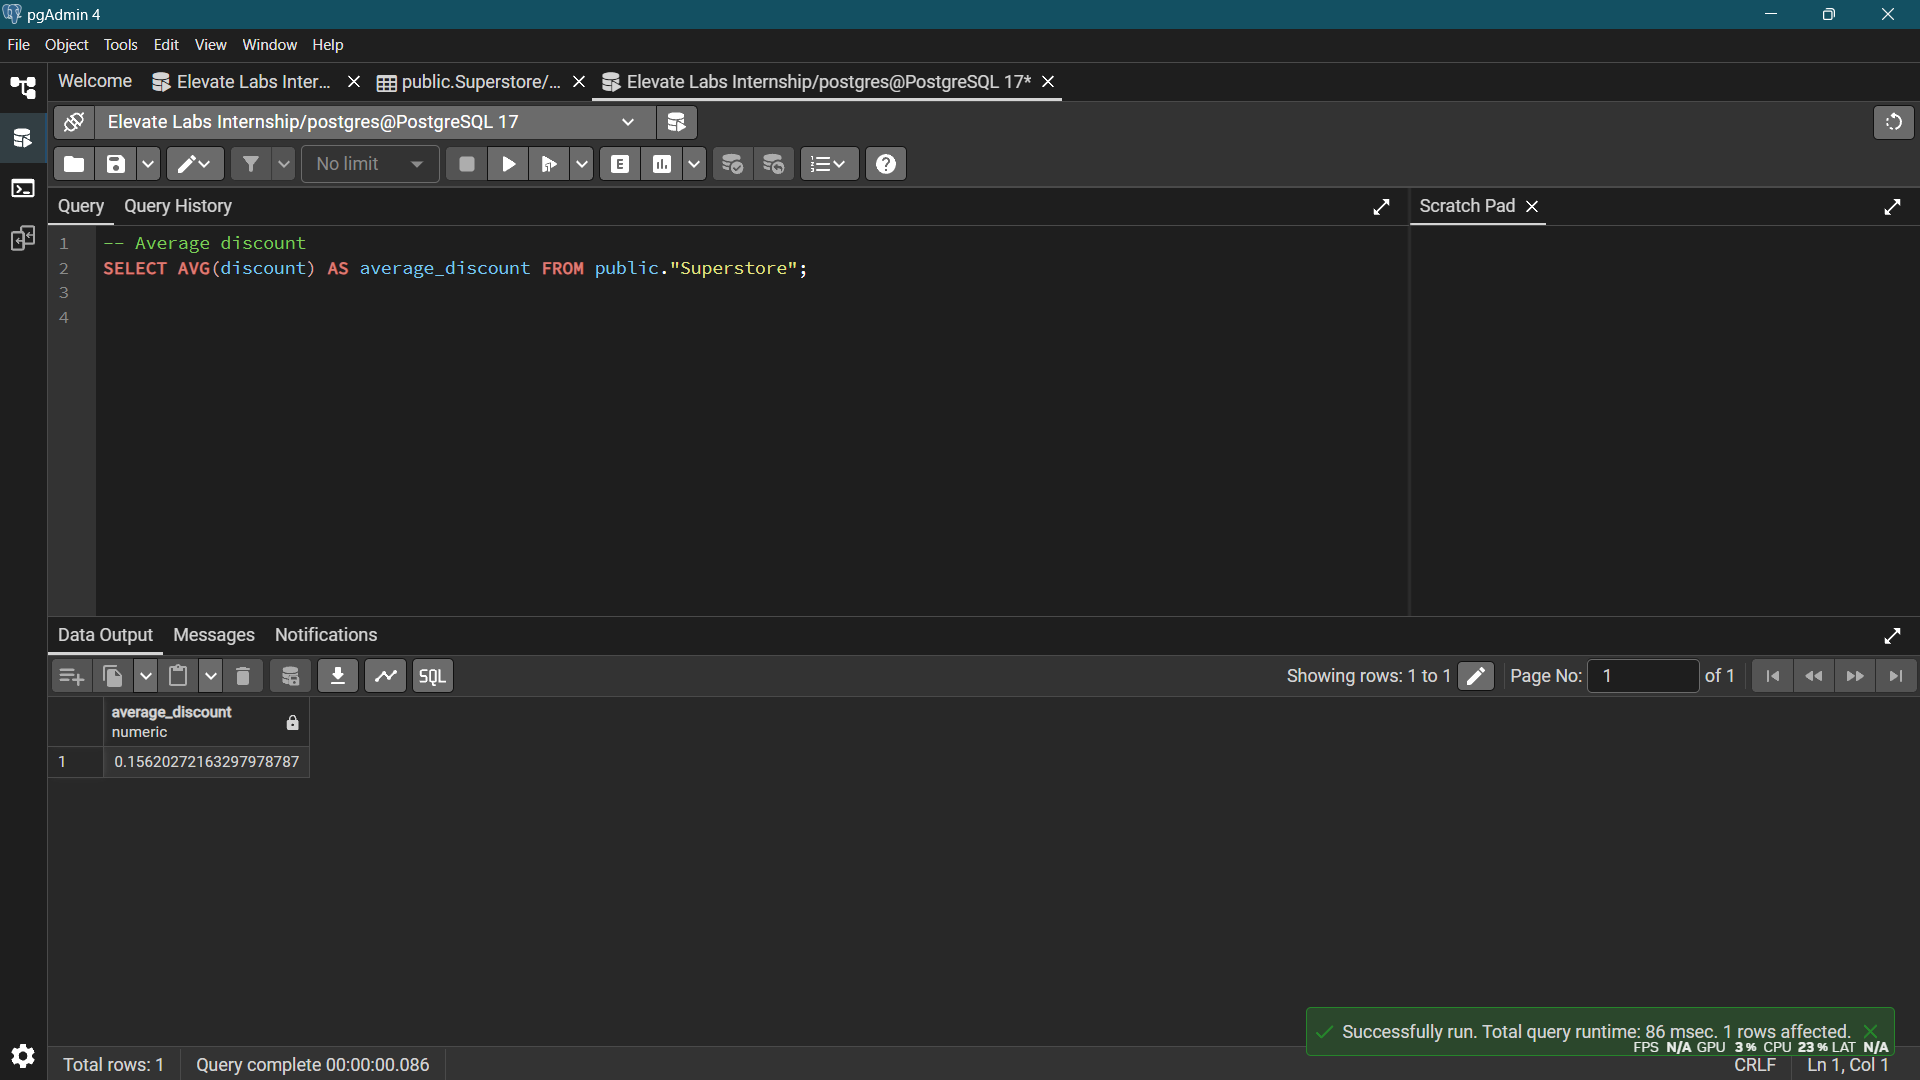 pgAdmin 4
File Object Tools Edit View Window Help
Welcome Elevate Labs Inter... public.Superstore/... Elevate Labs Internship/postgres@PostgreSQL 17*
Elevate Labs Internship/postgres@PostgreSQL 17
No limit E
Query Query History Scratch Pad
1 -- Average discount
2 SELECT AVG(discount) AS average_discount FROM public."Superstore";
3
4
Data Output Messages Notifications
SQL Showing rows: 1 to 1 Page No: 1 of 1
average_discount
numeric
1 0.15620272163297978787
Successfully run. Total query runtime: 86 msec. 1 rows affected.
FPS N/A GPU 3% CPU 23% LAT N/A
Total rows: 1 Query complete 00:00:00.086 CRLF Ln 1, Col 1